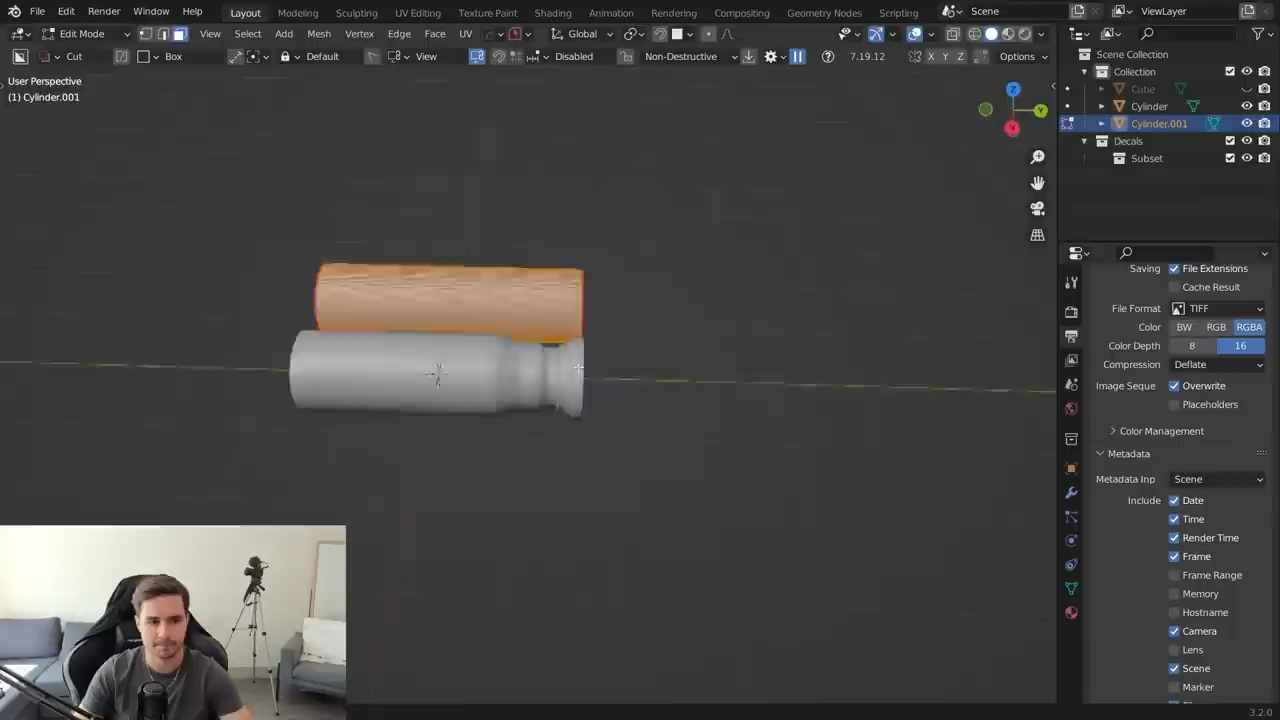 File Edit Render Window Help Layout Modeling Sculpting UV Editing Texture Paint Shading Animation Rendering Compositing Geometry Nodes Scripting Scene ViewLayer
Edit Mode View Select Add Mesh Vertex Edge Face UV Global
Cut Box Default View Disabled Non-Destructive 7.19.12 X Y Z Options
User Perspective
(1) Cylinder.001
Z
Y
X
Scene Collection
Collection
Cube
Cylinder
Cylinder.001
Decals
Subset
Saving File Extensions
Cache Result
File Format TIFF
Color BW RGB RGBA
Color Depth 8 16
Compression Deflate
Image Seque Overwrite
Placeholders
Color Management
Metadata
Metadata Inp Scene
Include Date
Time
Render Time
Frame
Frame Range
Memory
Hostname
Camera
Lens
Scene
Marker
3.2.0